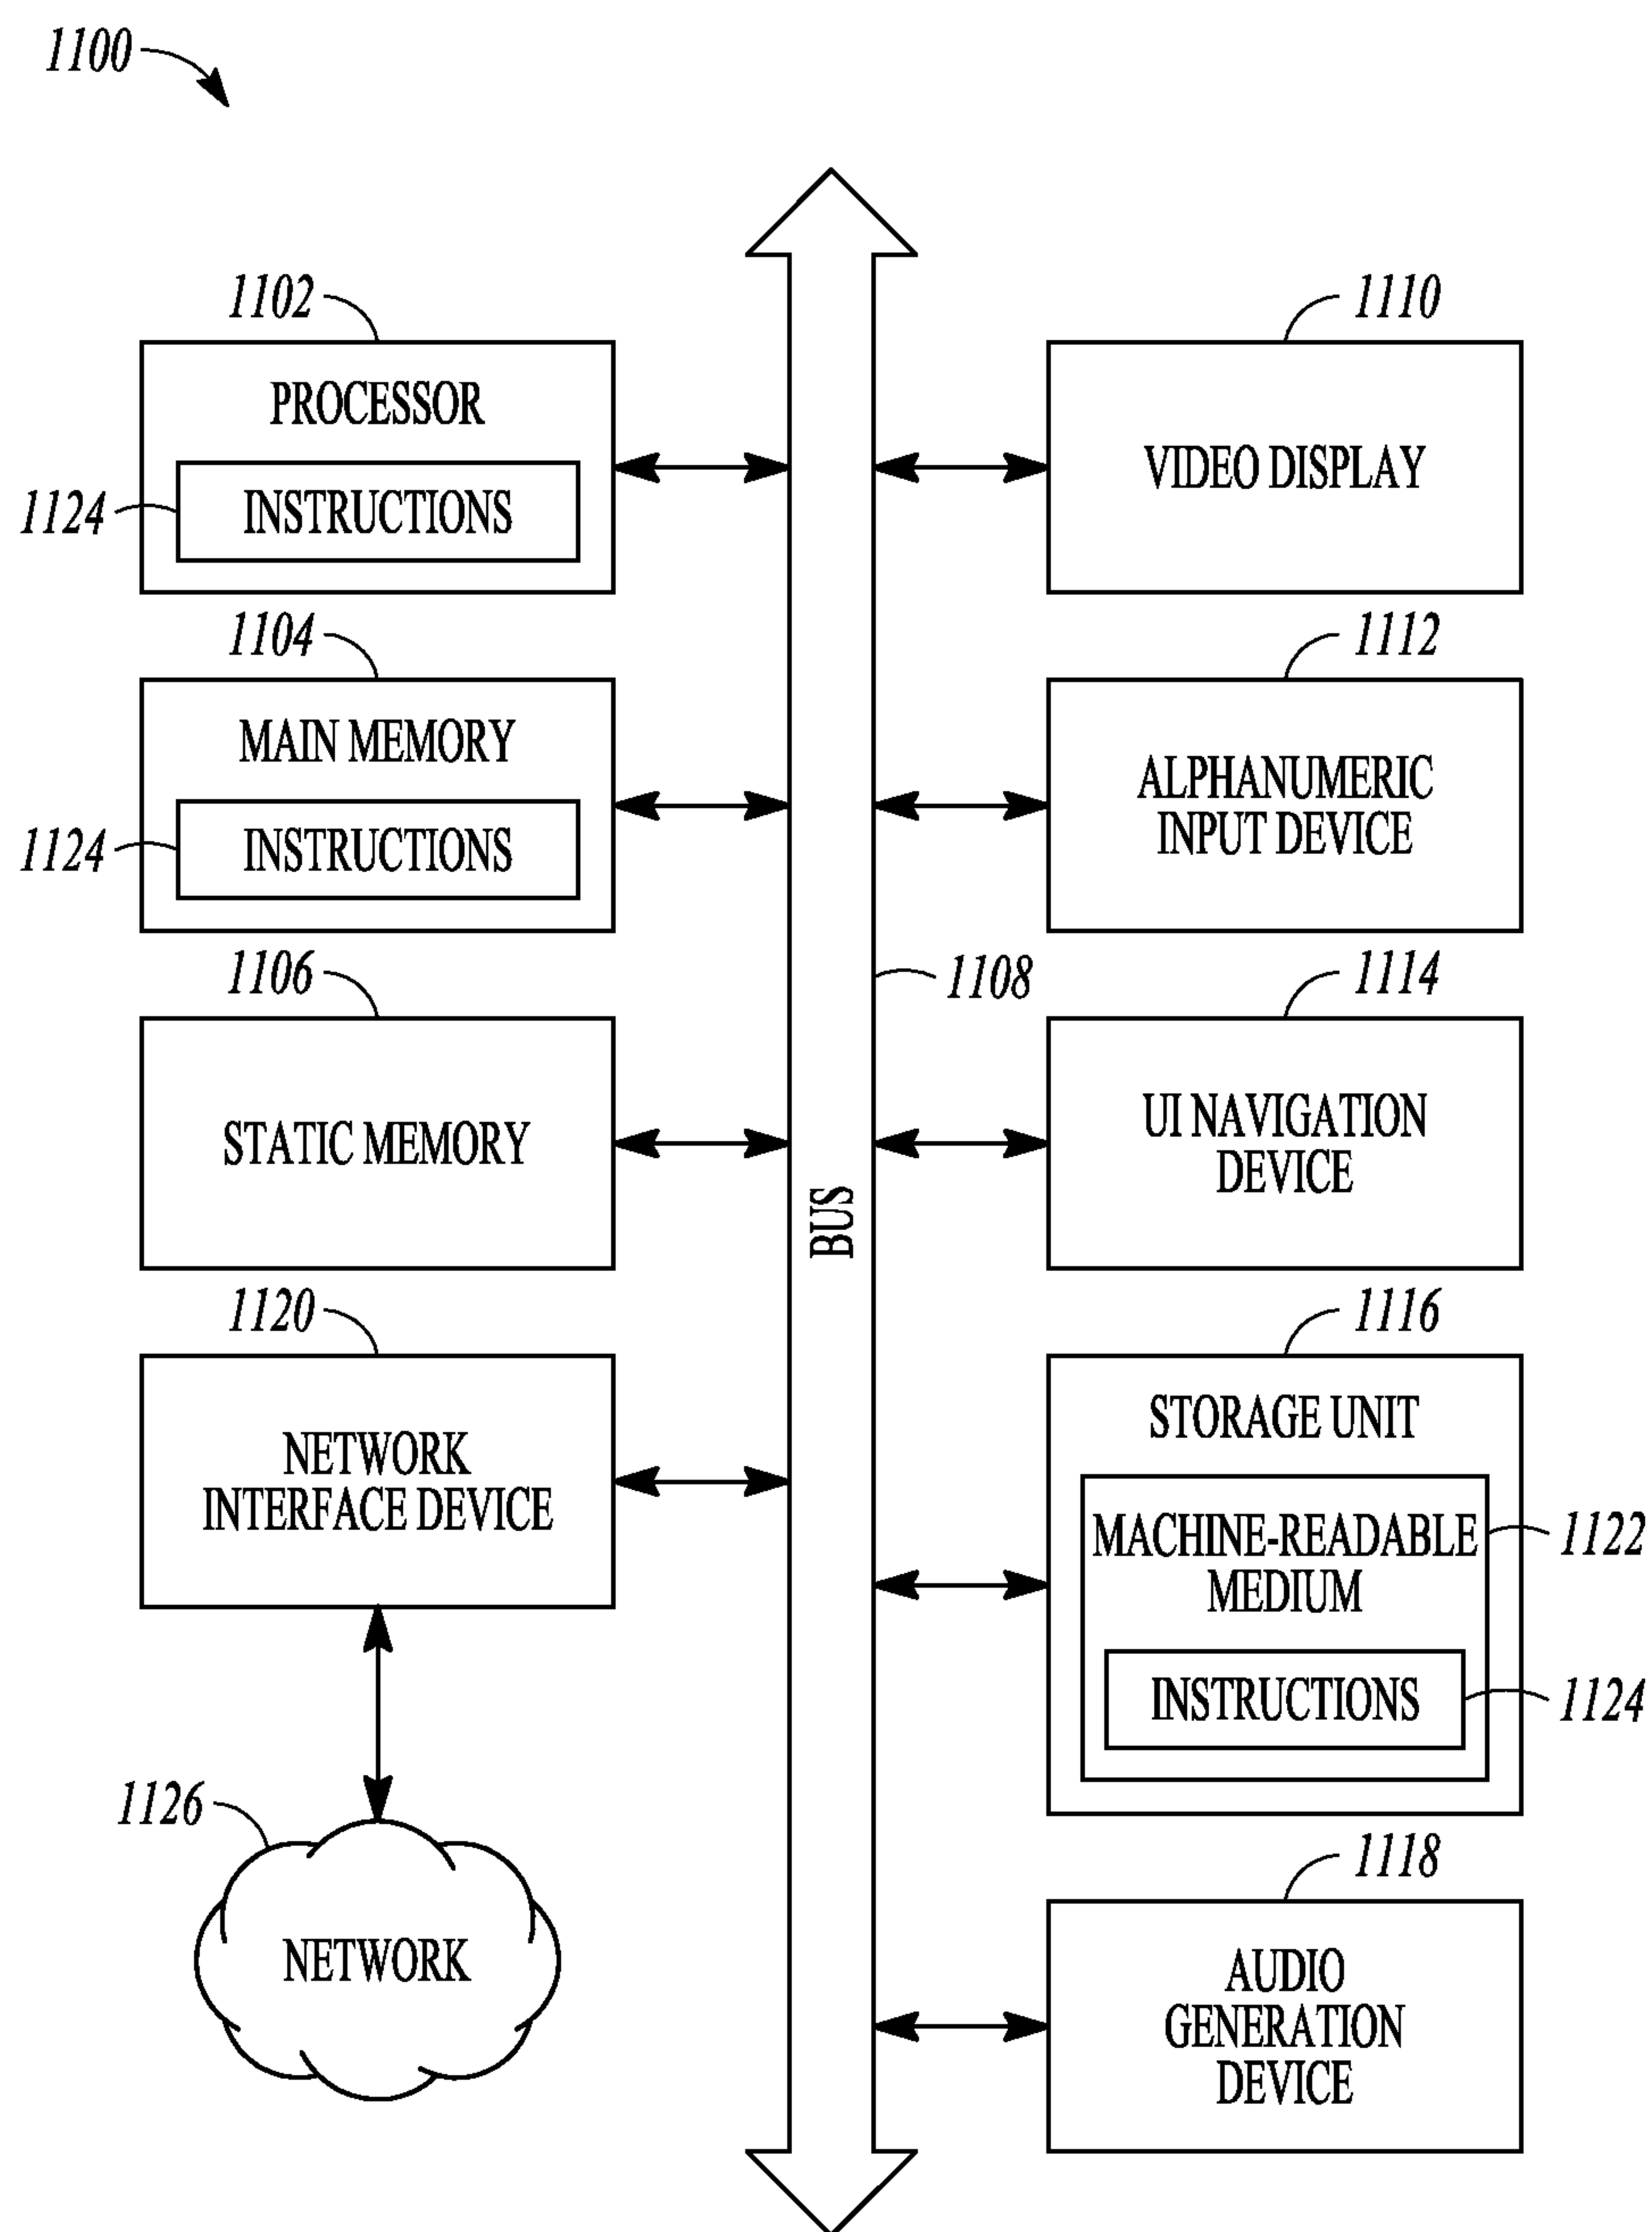 1100
1102
PROCESSOR
1124
INSTRUCTIONS
1104
MAIN MEMORY
1124
INSTRUCTIONS
1106
STATIC MEMORY
1120
NETWORK
INTERFACE DEVICE
1126
NETWORK
BUS
1108
1110
VIDEO DISPLAY
1112
ALPHANUMERIC
INPUT DEVICE
1114
UI NAVIGATION
DEVICE
1116
STORAGE UNIT
MACHINE-READABLE
MEDIUM
1122
INSTRUCTIONS
1124
1118
AUDIO
GENERATION
DEVICE